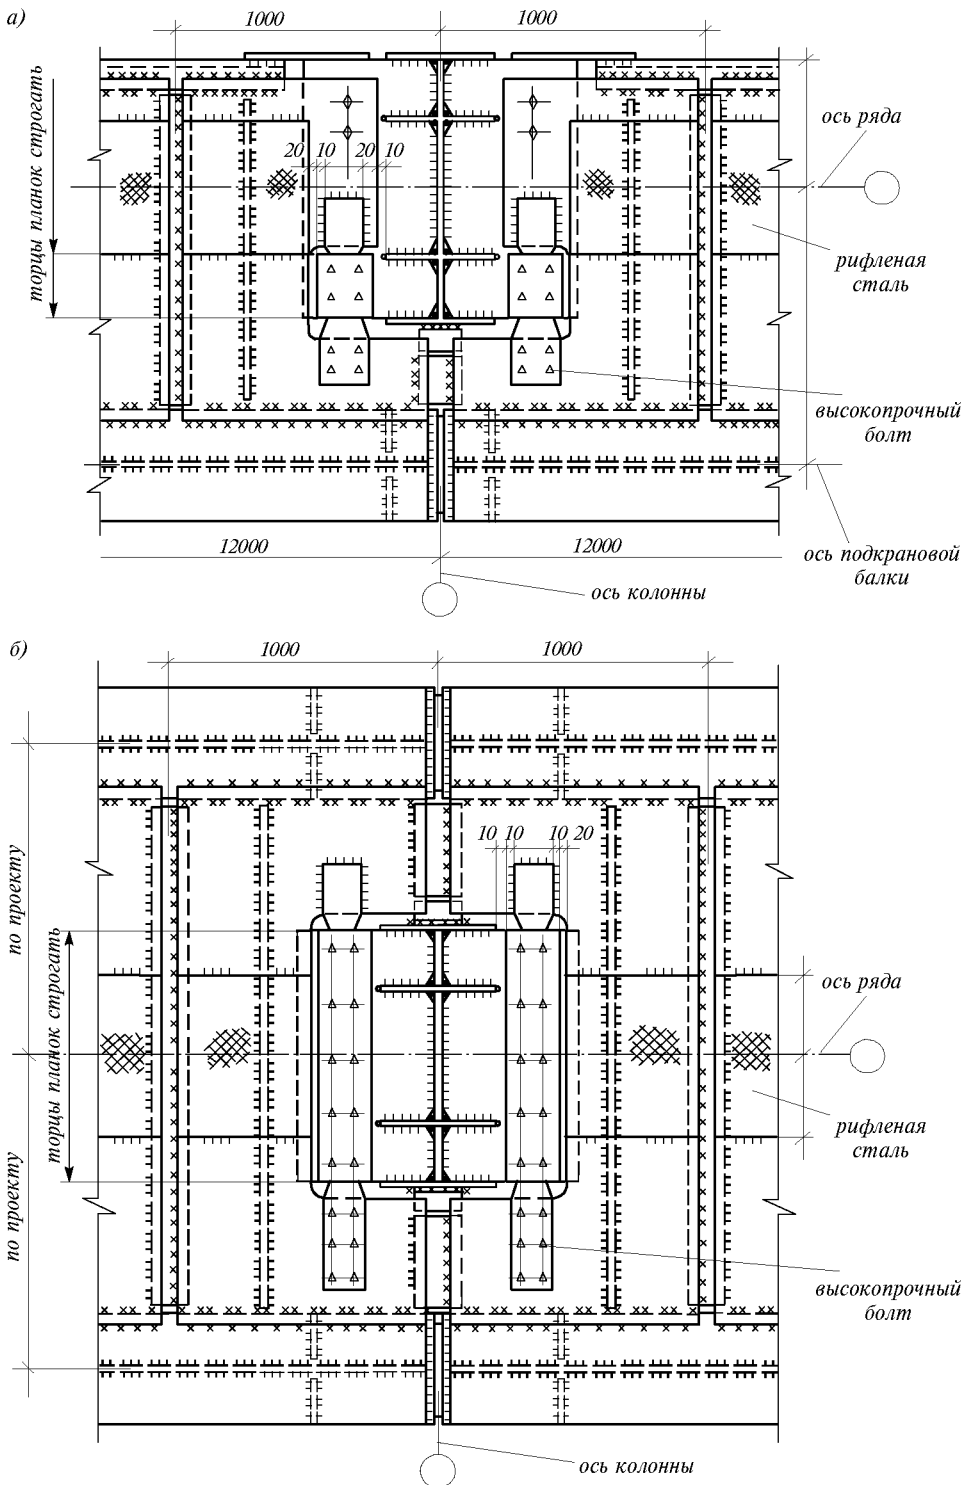 а)
1000
1000
торцы планок строгать
20
10
20
10
ось ряда
рифленая
сталь
высокопрочный
болт
12000
12000
ось подкрановой
балки
ось колонны
б)
1000
1000
10
10
10
20
по проекту
торцы планок строгать
ось ряда
рифленая
сталь
по проекту
высокопрочный
болт
ось колонны